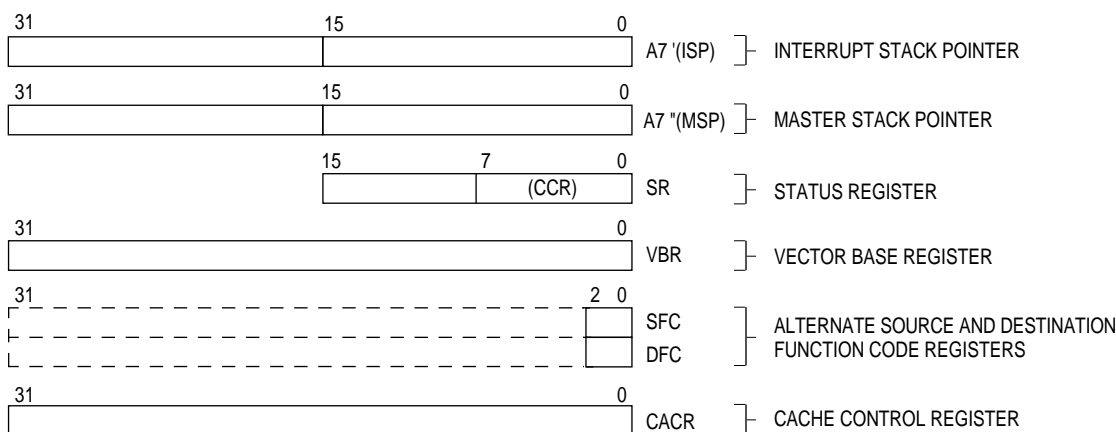 31 15 0
A7 '(ISP) INTERRUPT STACK POINTER
31 15 0
A7 "(MSP) MASTER STACK POINTER
15 7 0
(CCR) SR STATUS REGISTER
31 0
VBR VECTOR BASE REGISTER
31 2 0
SFC
ALTERNATE SOURCE AND DESTINATION
DFC FUNCTION CODE REGISTERS
31 0
CACR CACHE CONTROL REGISTER